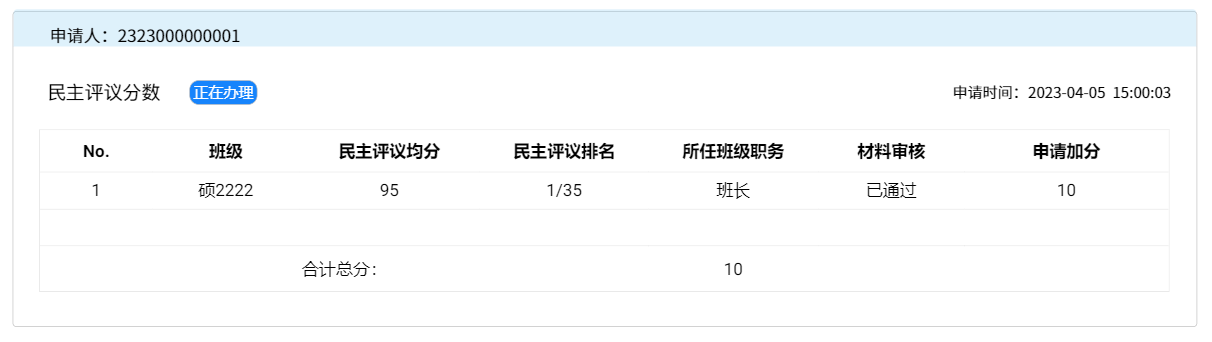 申请人：2323000000001
民主评议分数 正在办理 申请时间：2023-04-05 15:00:03
No. 班级 民主评议均分 民主评议排名 所任班级职务 材料审核 申请加分
1 硕2222 95 1/35 班长 已通过 10
合计总分： 10